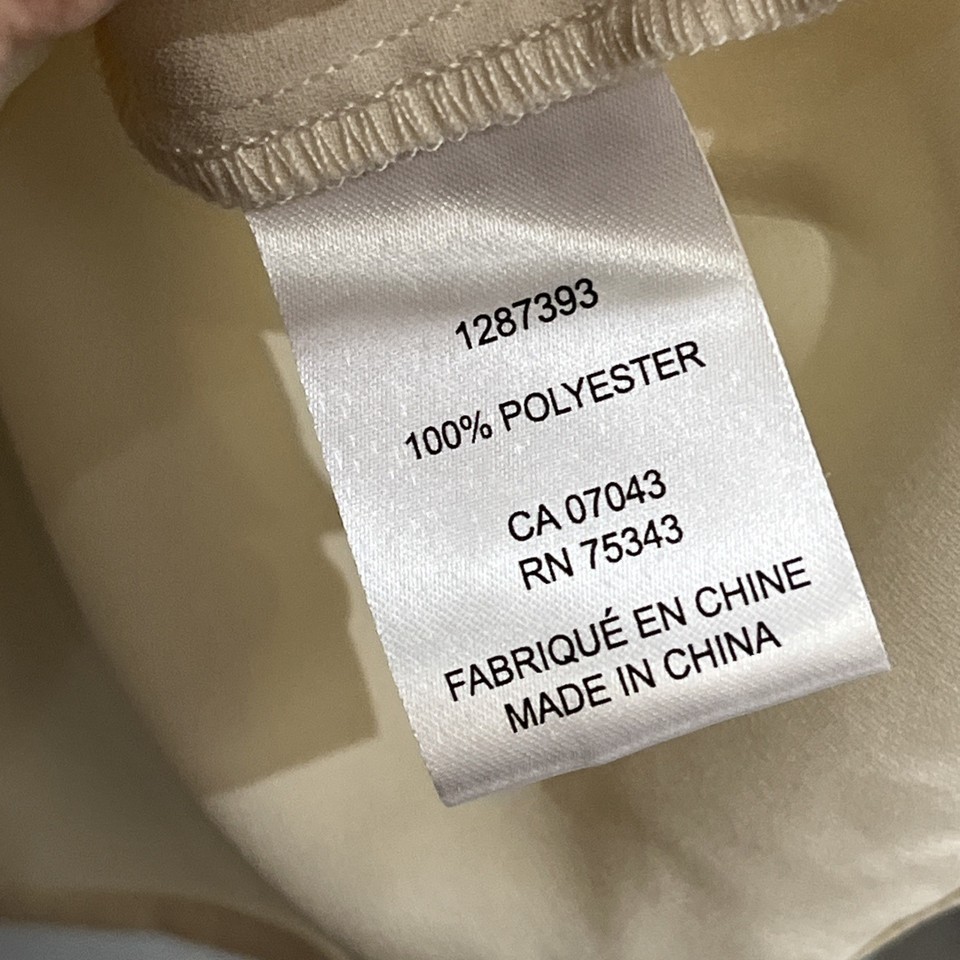 1287393
100% POLYESTER
CA 07043
RN 75343
FABRIQUÉ EN CHINE
MADE IN CHINA